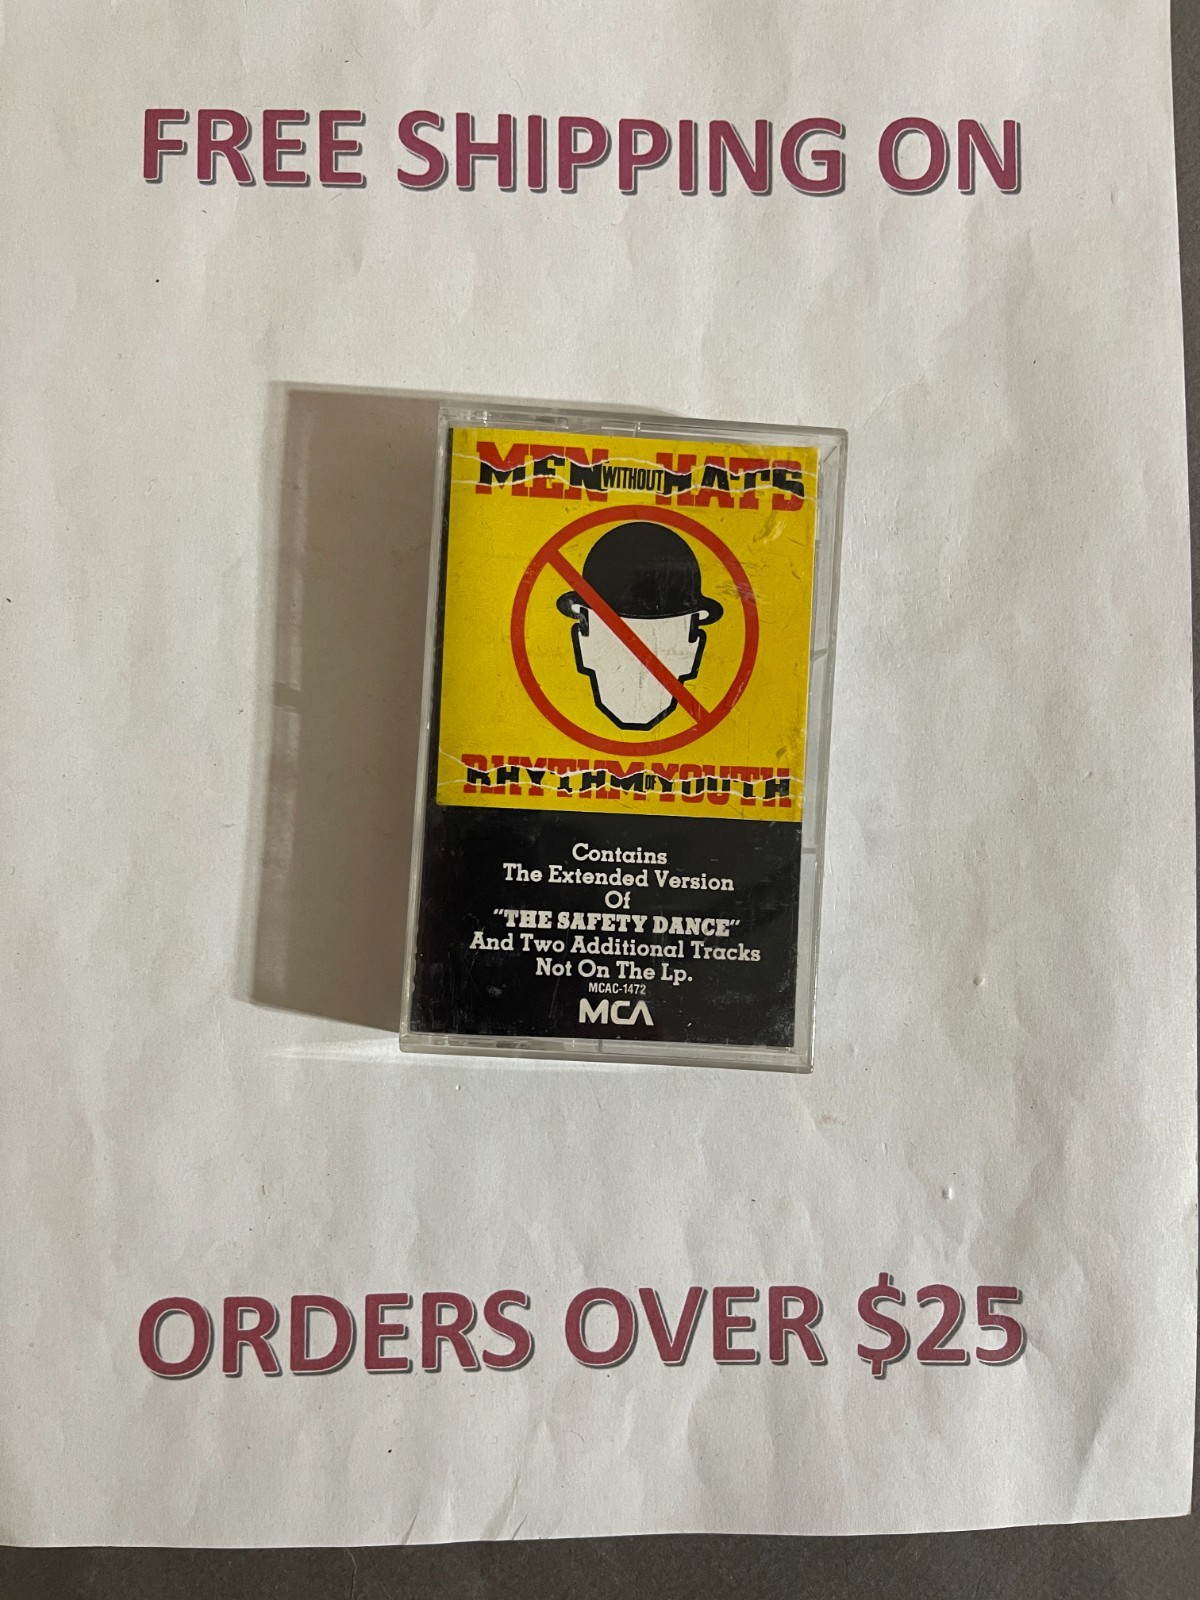 FREE SHIPPING ON
MEN WITHOUT HATS
RHYTHM OF YOUTH
Contains
The Extended Version
Of
"THE SAFETY DANCE"
And Two Additional Tracks
Not On The Lp.
MCAC-1472
MCA
ORDERS OVER $25